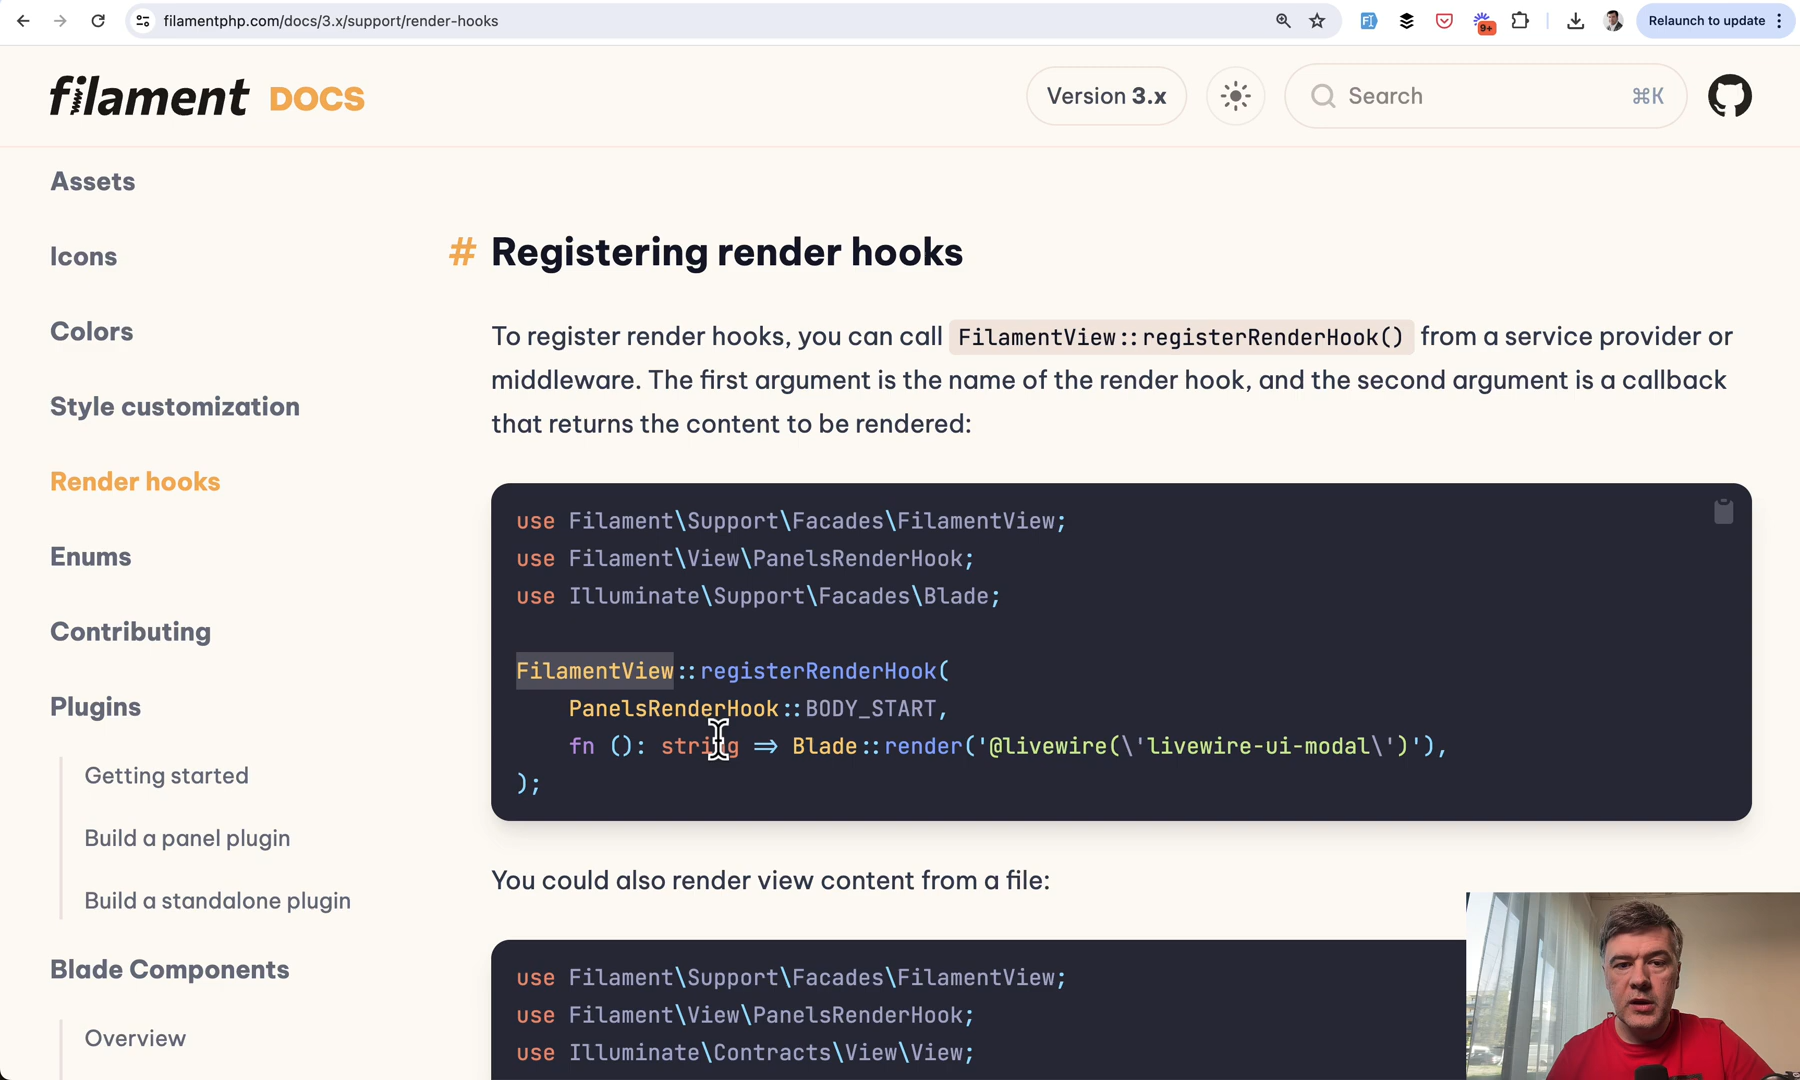 filamentphp.com/docs/3.x/support/render-hooks
9+
Relaunch to update
filament DOCS
Version 3.x
Search
⌘K
Assets
Icons
Colors
Style customization
Render hooks
Enums
Contributing
Plugins
Getting started
Build a panel plugin
Build a standalone plugin
Blade Components
Overview
# Registering render hooks
To register render hooks, you can call FilamentView::registerRenderHook() from a service provider or
middleware. The first argument is the name of the render hook, and the second argument is a callback
that returns the content to be rendered:
use Filament\Support\Facades\FilamentView;
use Filament\View\PanelsRenderHook;
use Illuminate\Support\Facades\Blade;
FilamentView::registerRenderHook(
PanelsRenderHook::BODY_START,
fn (): string => Blade::render('@livewire(\'livewire-ui-modal\')'),
);
You could also render view content from a file:
use Filament\Support\Facades\FilamentView;
use Filament\View\PanelsRenderHook;
use Illuminate\Contracts\View\View;